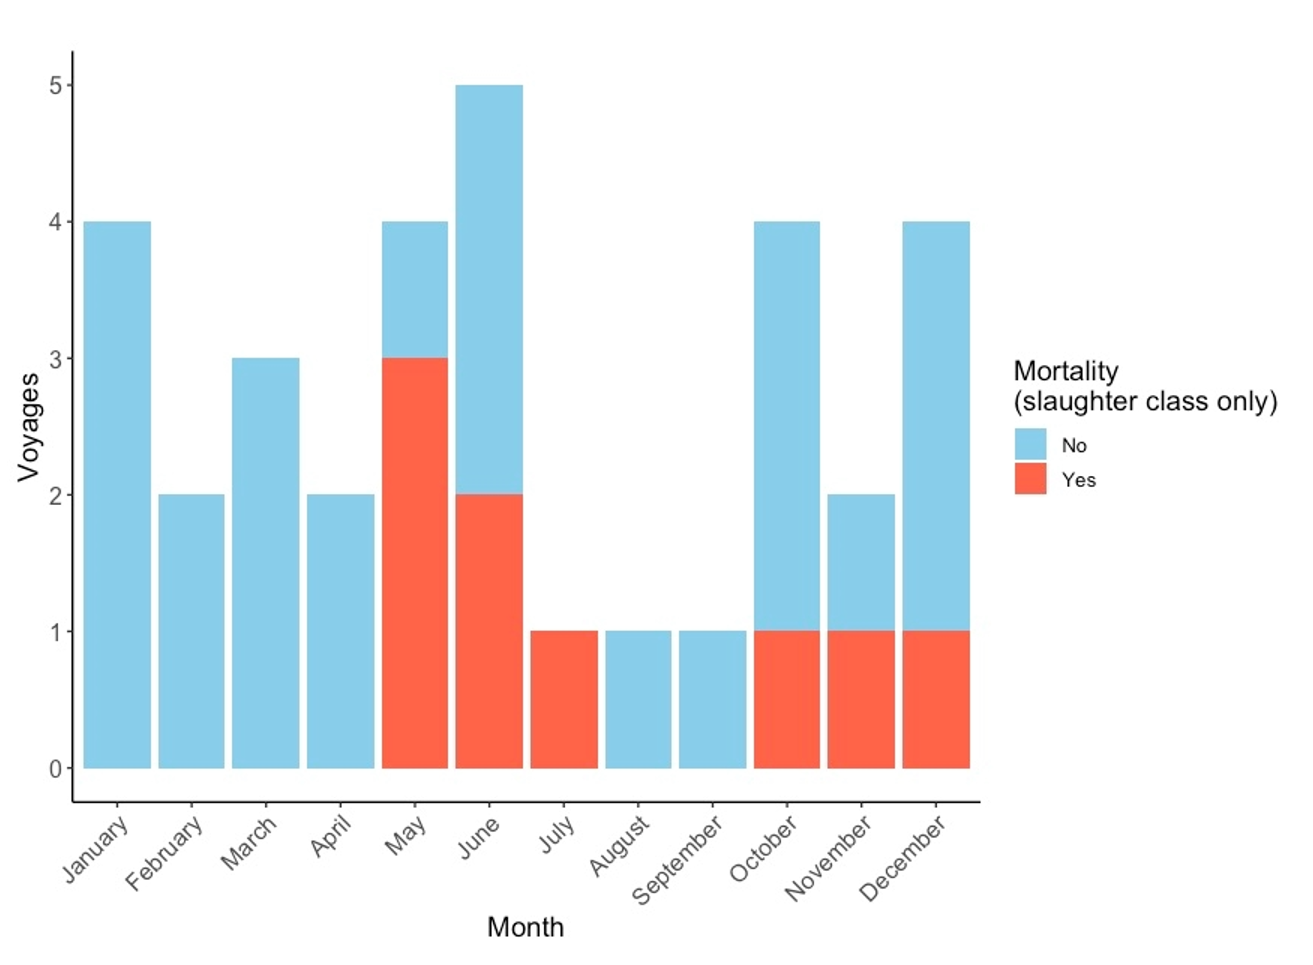 5
4
3
2
1
0
Voyages
January
February
March
April
May
June
July
August
September
October
November
December
Month
Mortality
(slaughter class only)
No
Yes